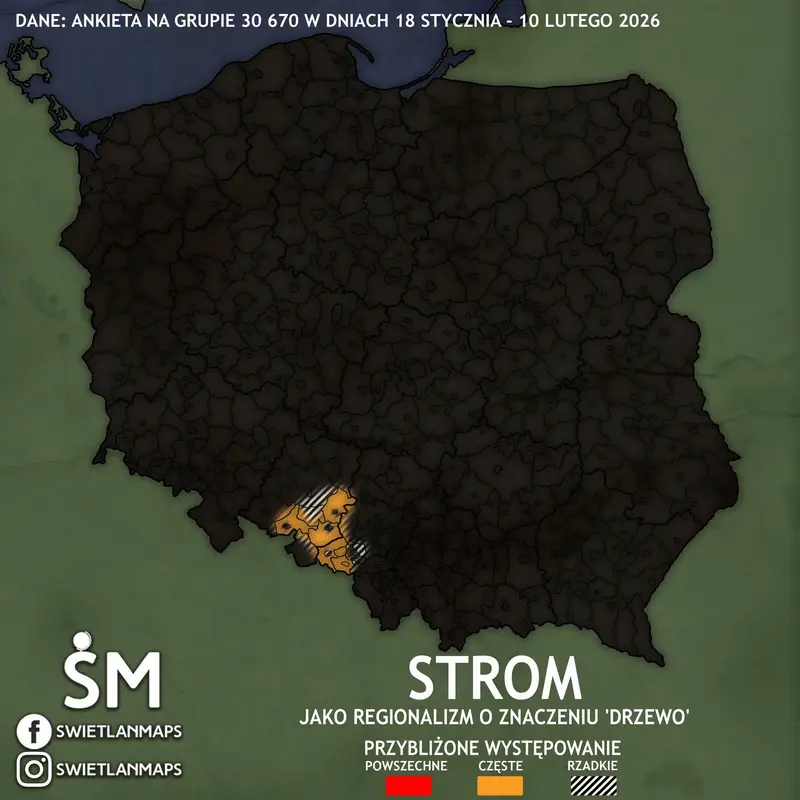 DANE: ANKIETA NA GRUPIE 30 670 W DNIACH 18 STYCZNIA - 10 LUTEGO 2026
ŚM
SWIETLANMAPS
SWIETLANMAPS
STROM
JAKO REGIONALIZM O ZNACZENIU 'DRZEWO'
PRZYBLIŻONE WYSTĘPOWANIE
POWSZECHNE CZĘSTE RZADKIE